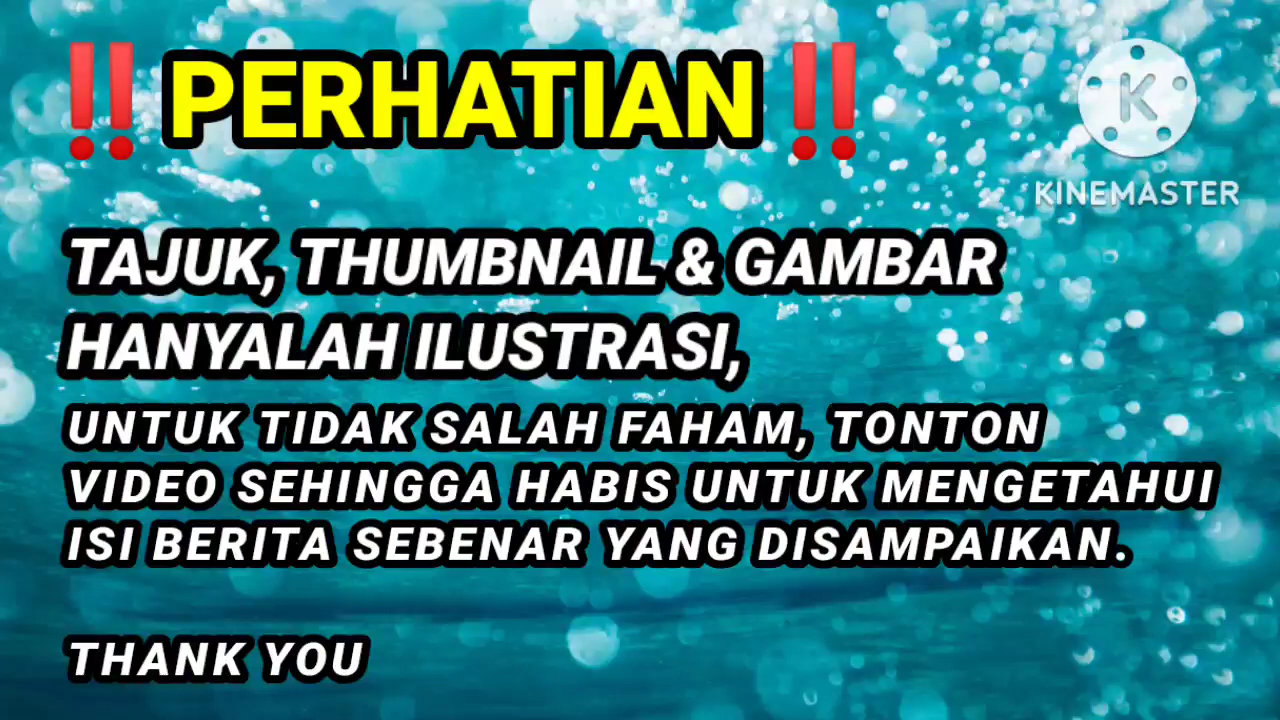 ‼PERHATIAN‼
K
KINEMASTER
TAJUK, THUMBNAIL & GAMBAR
HANYALAH ILUSTRASI,
UNTUK TIDAK SALAH FAHAM, TONTON
VIDEO SEHINGGA HABIS UNTUK MENGETAHUI
ISI BERITA SEBENAR YANG DISAMPAIKAN.
THANK YOU